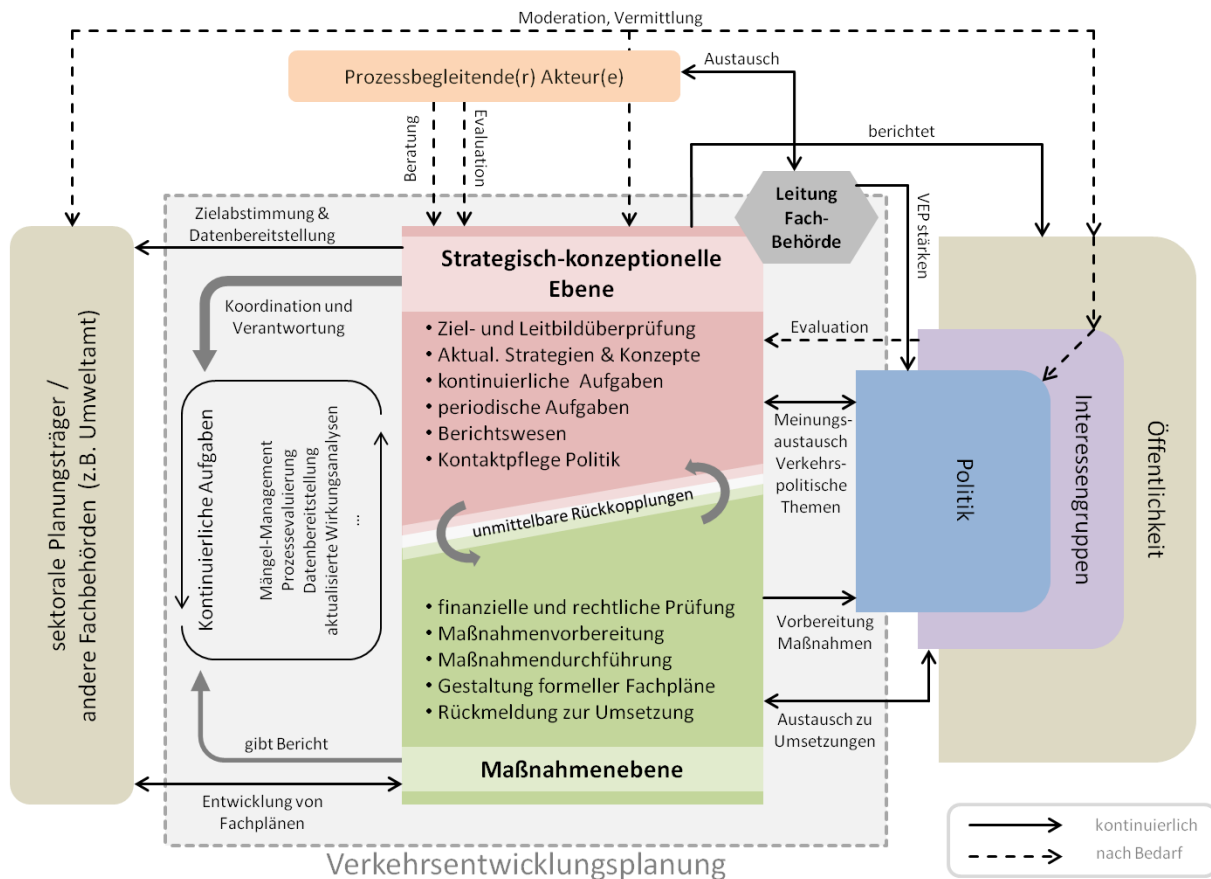 Moderation, Vermittlung
Prozessbegleitende(r) Akteur(e)
Austausch
Beratung
Evaluation
berichtet
Leitung
Fach-
Behörde
VEP stärken
Zielabstimmung &
Datenbereitstellung
Strategisch-konzeptionelle
Ebene
Koordination und
Verantwortung
• Ziel- und Leitbildüberprüfung
• Aktual. Strategien & Konzepte
• kontinuierliche Aufgaben
• periodische Aufgaben
• Berichtswesen
• Kontaktpflege Politik
Evaluation
Meinungs-
austausch
Verkehrs-
politische
Themen
sektorale Planungsträger /
andere Fachbehörden (z.B. Umweltamt)
Kontinuierliche Aufgaben
Mängel-Management
Prozessevaluierung
Datenbereitstellung
aktualisierte Wirkungsanalysen
...
unmittelbare Rückkopplungen
Politik
Interessengruppen
Öffentlichkeit
• finanzielle und rechtliche Prüfung
• Maßnahmenvorbereitung
• Maßnahmendurchführung
• Gestaltung formeller Fachpläne
• Rückmeldung zur Umsetzung
Vorbereitung
Maßnahmen
Austausch zu
Umsetzungen
gibt Bericht
Maßnahmenebene
Entwicklung von
Fachplänen
Verkehrsentwicklungsplanung
kontinuierlich
nach Bedarf